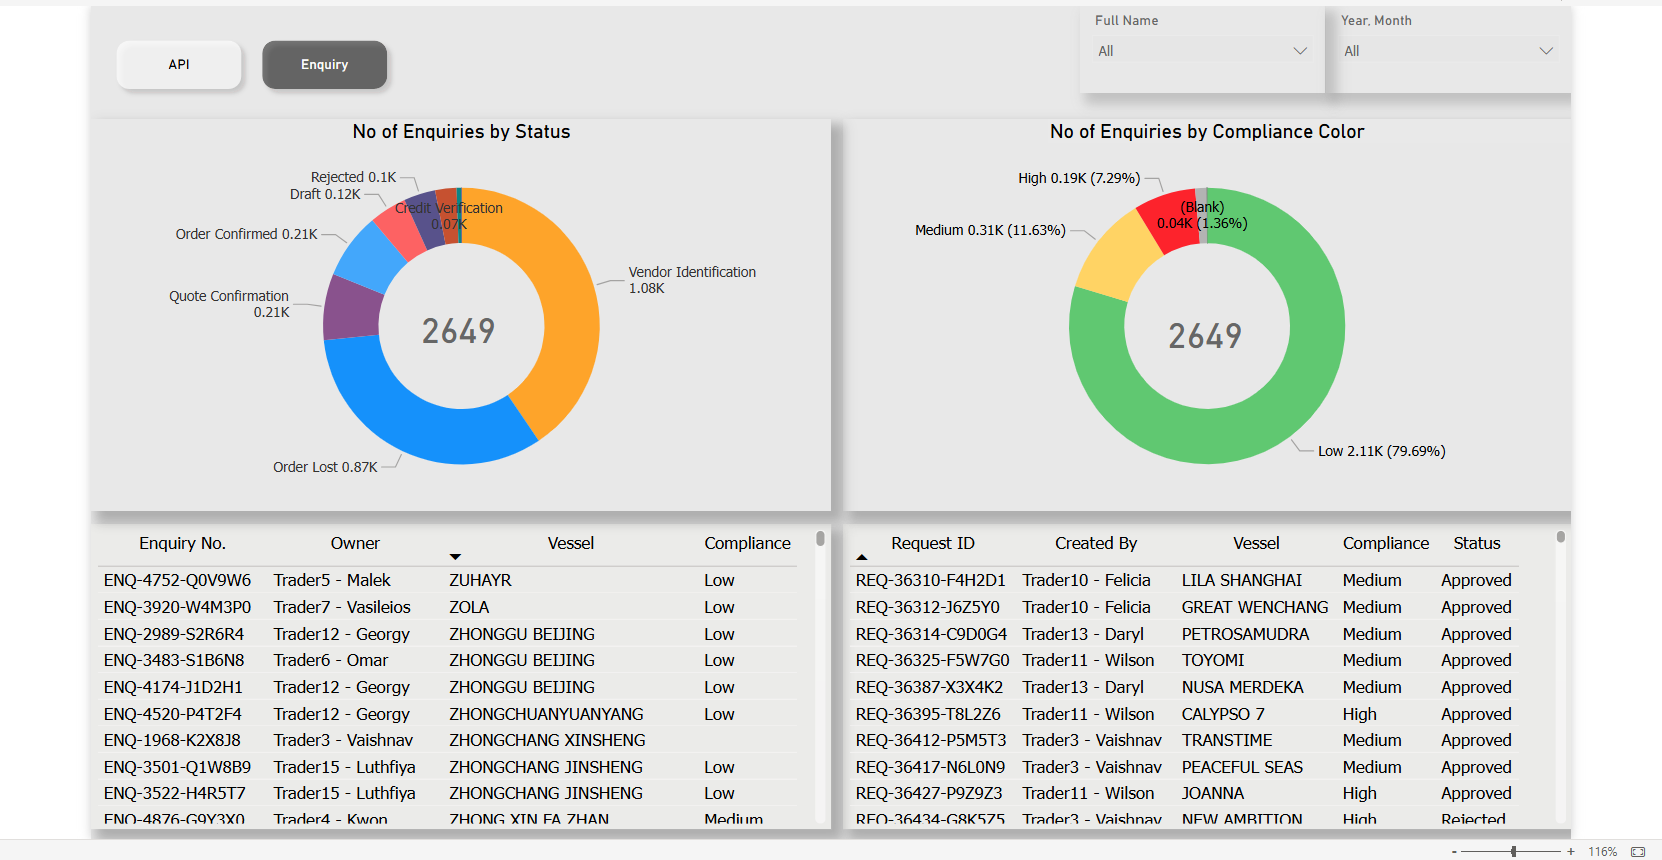 Full Name
Year, Month
All
All
API
Enquiry
No of Enquiries by Status
Rejected 0.1K
Draft 0.12K
Credit Verification
0.07K
Order Confirmed 0.21K
Quote Confirmation
0.21K
Vendor Identification
1.08K
2649
Order Lost 0.87K
No of Enquiries by Compliance Color
High 0.19K (7.29%)
(Blank)
0.04K (1.36%)
Medium 0.31K (11.63%)
2649
Low 2.11K (79.69%)
Enquiry No. Owner Vessel Compliance
ENQ-4752-Q0V9W6 Trader5 - Malek ZUHAYR Low
ENQ-3920-W4M3P0 Trader7 - Vasileios ZOLA Low
ENQ-2989-S2R6R4 Trader12 - Georgy ZHONGGU BEIJING Low
ENQ-3483-S1B6N8 Trader6 - Omar ZHONGGU BEIJING Low
ENQ-4174-J1D2H1 Trader12 - Georgy ZHONGGU BEIJING Low
ENQ-4520-P4T2F4 Trader12 - Georgy ZHONGCHUANYUANYANG Low
ENQ-1968-K2X8J8 Trader3 - Vaishnav ZHONGCHANG XINSHENG
ENQ-3501-Q1W8B9 Trader15 - Luthfiya ZHONGCHANG JINSHENG Low
ENQ-3522-H4R5T7 Trader15 - Luthfiya ZHONGCHANG JINSHENG Low
ENQ-4876-G9Y3X0 Trader4 - Kwon ZHONG XIN FA ZHAN Medium
Request ID Created By Vessel Compliance Status
REQ-36310-F4H2D1 Trader10 - Felicia LILA SHANGHAI Medium Approved
REQ-36312-J6Z5Y0 Trader10 - Felicia GREAT WENCHANG Medium Approved
REQ-36314-C9D0G4 Trader13 - Daryl PETROSAMUDRA Medium Approved
REQ-36325-F5W7G0 Trader11 - Wilson TOYOMI Medium Approved
REQ-36387-X3X4K2 Trader13 - Daryl NUSA MERDEKA Medium Approved
REQ-36395-T8L2Z6 Trader11 - Wilson CALYPSO 7 High Approved
REQ-36412-P5M5T3 Trader3 - Vaishnav TRANSTIME Medium Approved
REQ-36417-N6L0N9 Trader3 - Vaishnav PEACEFUL SEAS Medium Approved
REQ-36427-P9Z9Z3 Trader11 - Wilson JOANNA High Approved
REQ-36434-G8K5Z5 Trader3 - Vaishnav NEW AMBITION High Rejected
- + 116%